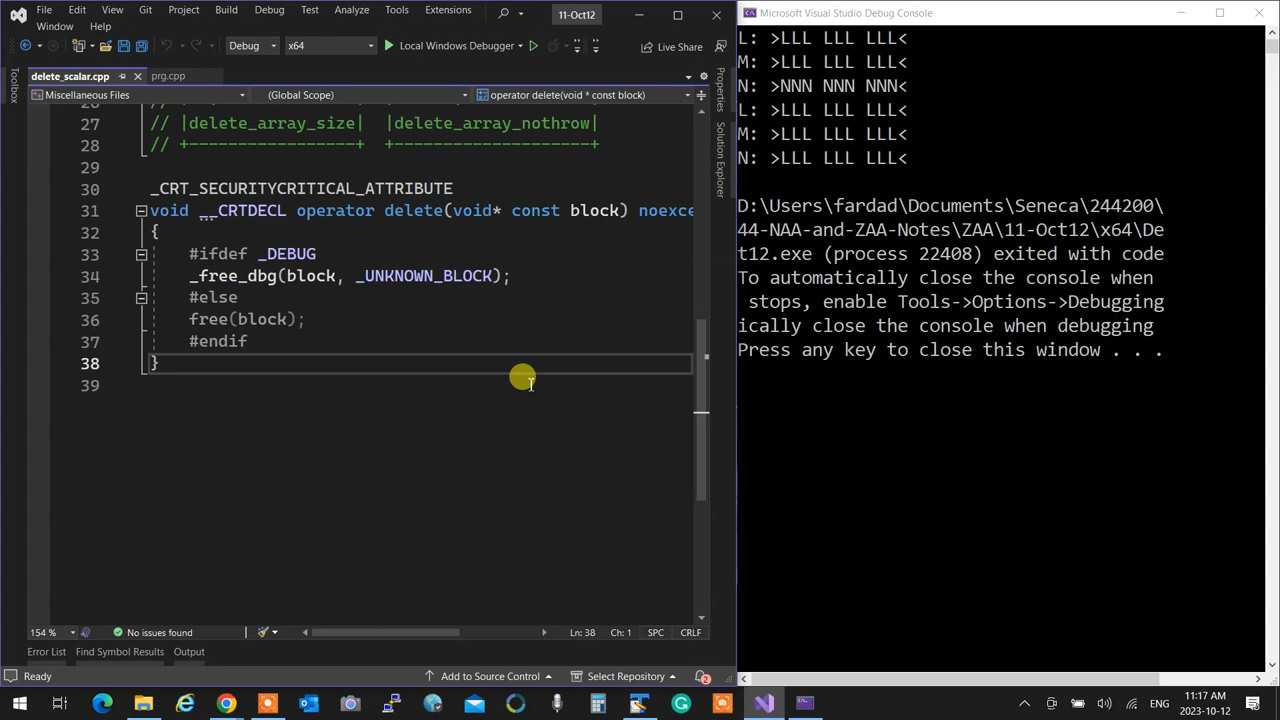 File Edit View Git Project Build Debug Test Analyze Tools Extensions
Window Help
11-Oct12
Debug x64 Local Windows Debugger Live Share
delete_scalar.cpp prg.cpp
Miscellaneous Files (Global Scope) operator delete(void * const block)
Toolbox
Properties
Solution Explorer
27 // |delete_array_size| |delete_array_nothrow|
28 // +----------------+ +-------------------+
29
30 _CRT_SECURITYCRITICAL_ATTRIBUTE
31 void __CRTDECL operator delete(void* const block) noexce
32 {
33 #ifdef _DEBUG
34 _free_dbg(block, _UNKNOWN_BLOCK);
35 #else
36 free(block);
37 #endif
38 }
39
154 % No issues found Ln: 38 Ch: 1 SPC CRLF
Error List Find Symbol Results Output
Ready Add to Source Control Select Repository 2
Microsoft Visual Studio Debug Console
L: >LLL LLL LLL<
M: >LLL LLL LLL<
N: >NNN NNN NNN<
L: >LLL LLL LLL<
M: >LLL LLL LLL<
N: >LLL LLL LLL<
D:\Users\fardad\Documents\Seneca\244200\
44-NAA-and-ZAA-Notes\ZAA\11-Oct12\x64\De
t12.exe (process 22408) exited with code
To automatically close the console when
stops, enable Tools->Options->Debugging
ically close the console when debugging
Press any key to close this window . . .
ENG 11:17 AM
2023-10-12